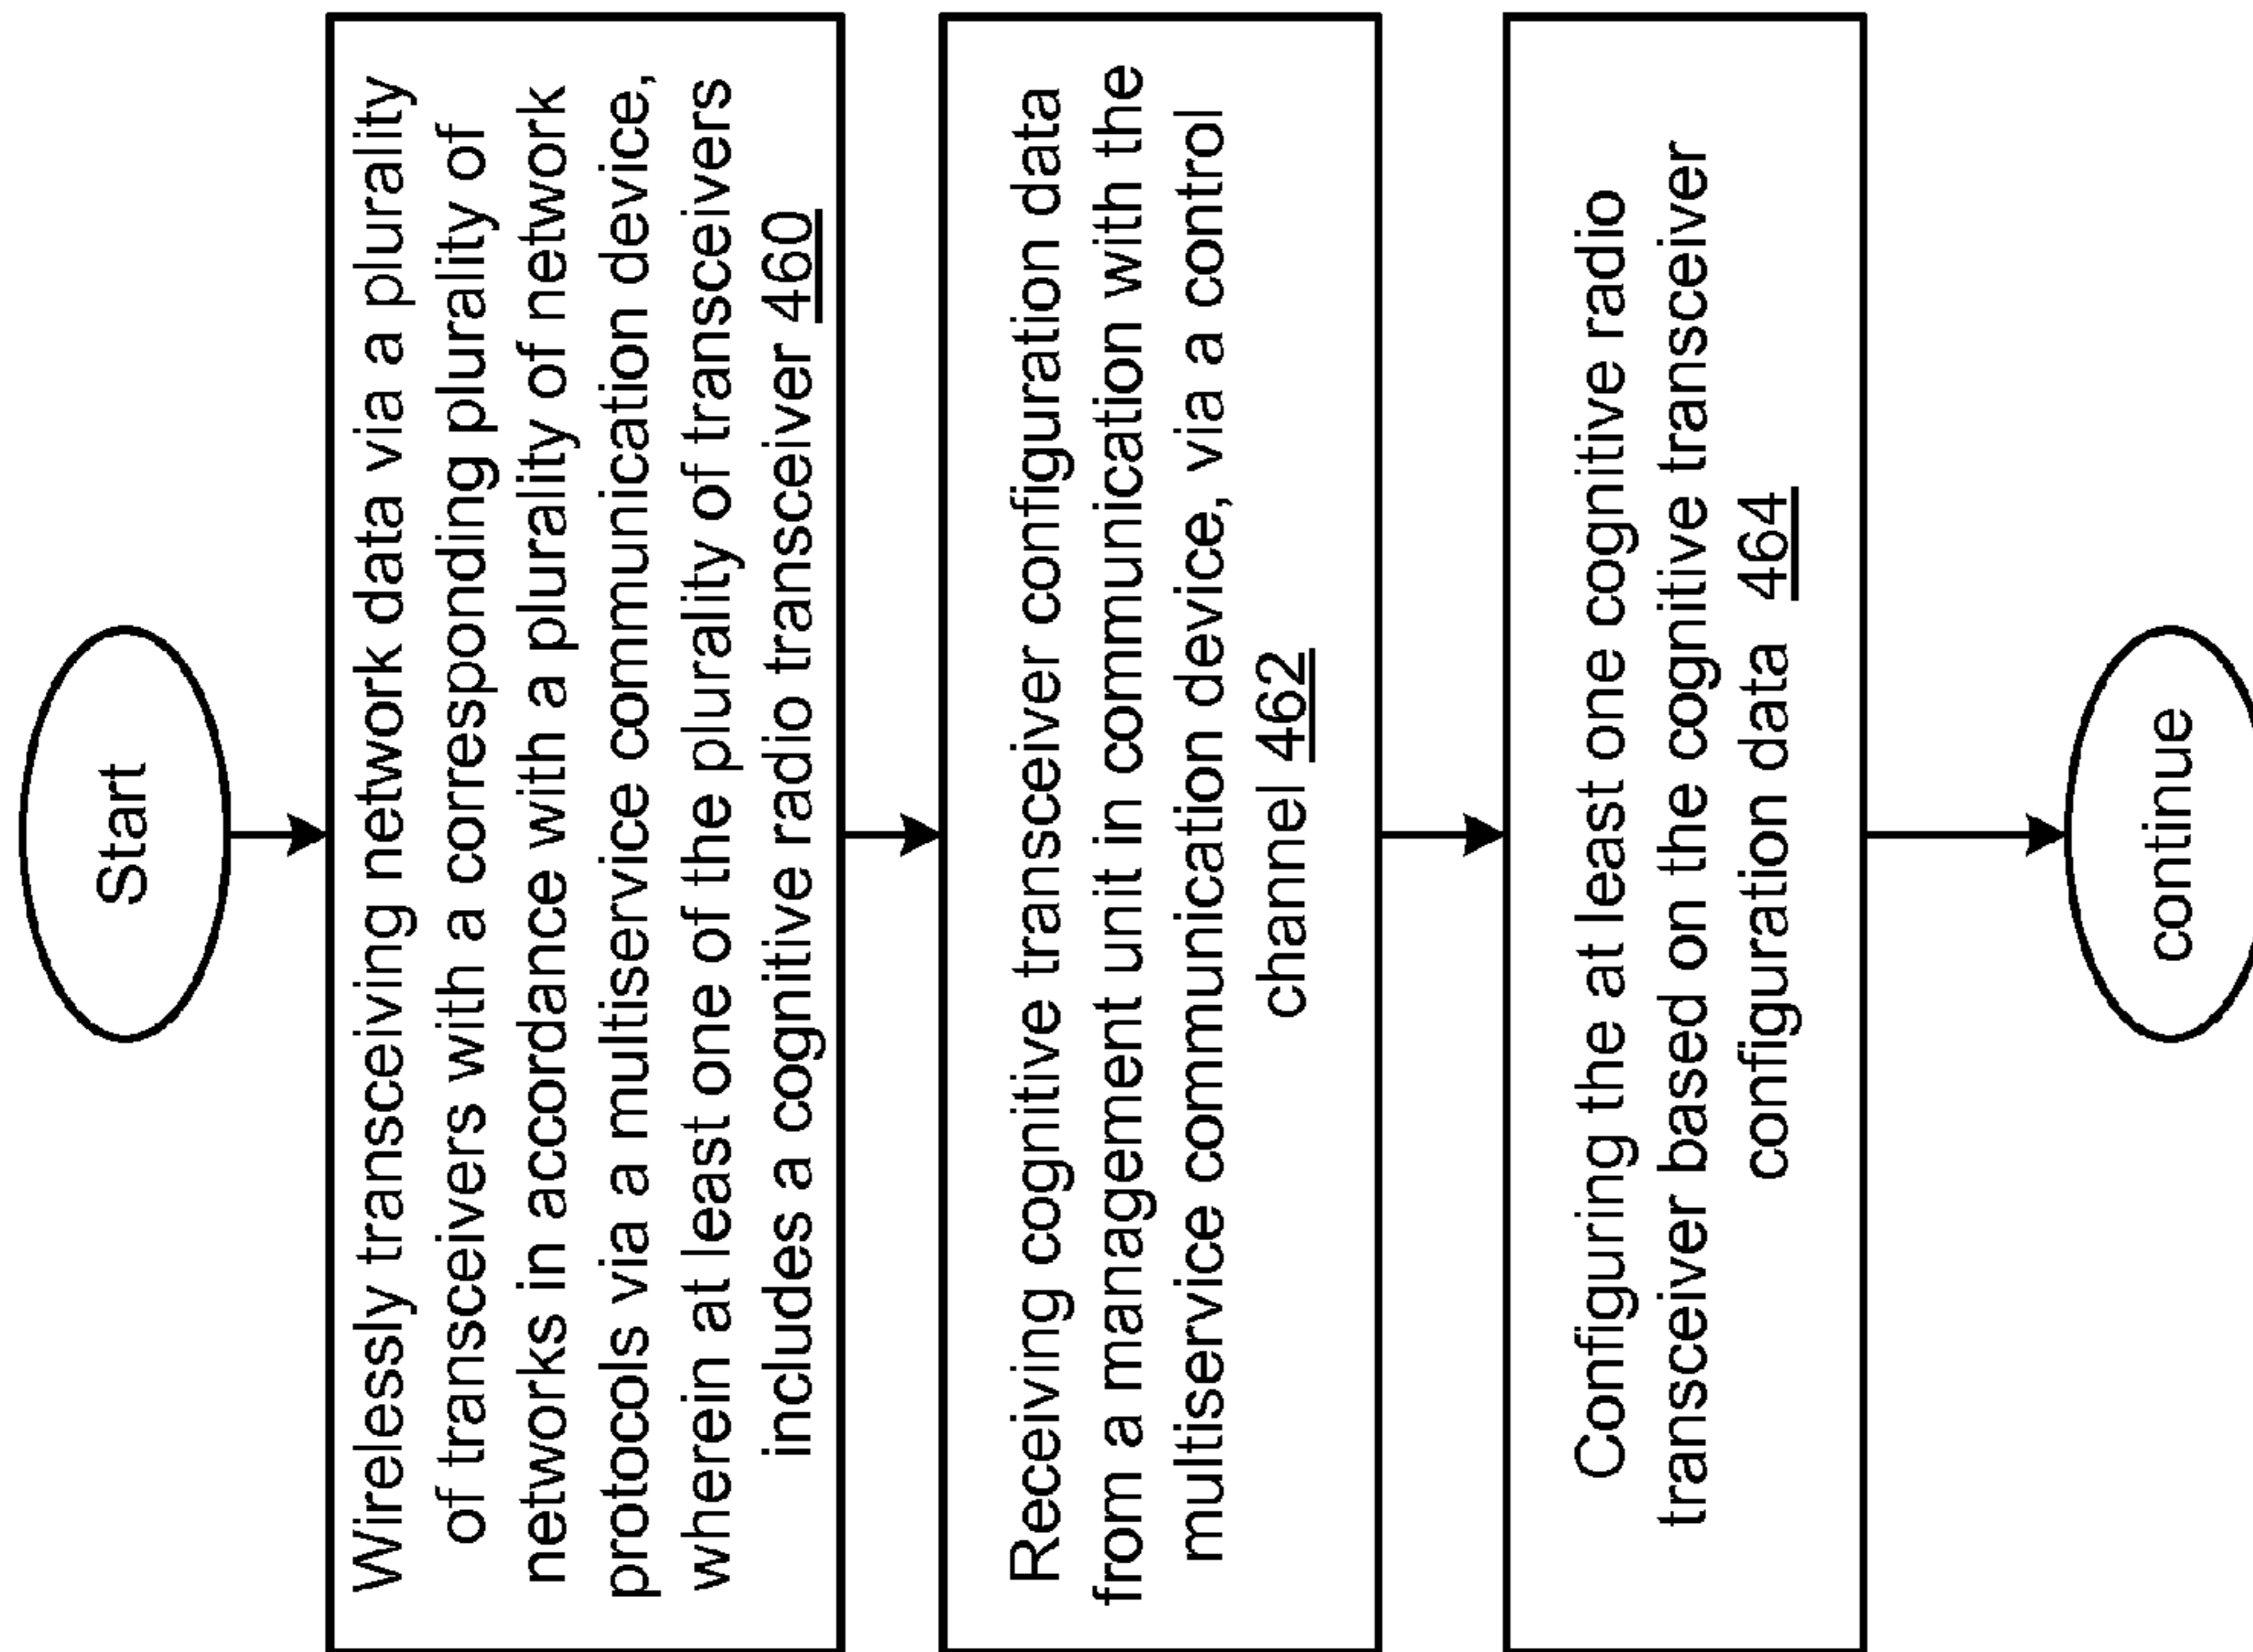 Start
Wirelessly transceiving network data via a plurality
of transceivers with a corresponding plurality of
networks in accordance with a plurality of network
protocols via a multiservice communication device,
wherein at least one of the plurality of transceivers
includes a cognitive radio transceiver 460
Receiving cognitive transceiver configuration data
from a management unit in communication with the
multiservice communication device, via a control
channel 462
Configuring the at least one cognitive radio
transceiver based on the cognitive transceiver
configuration data 464
continue